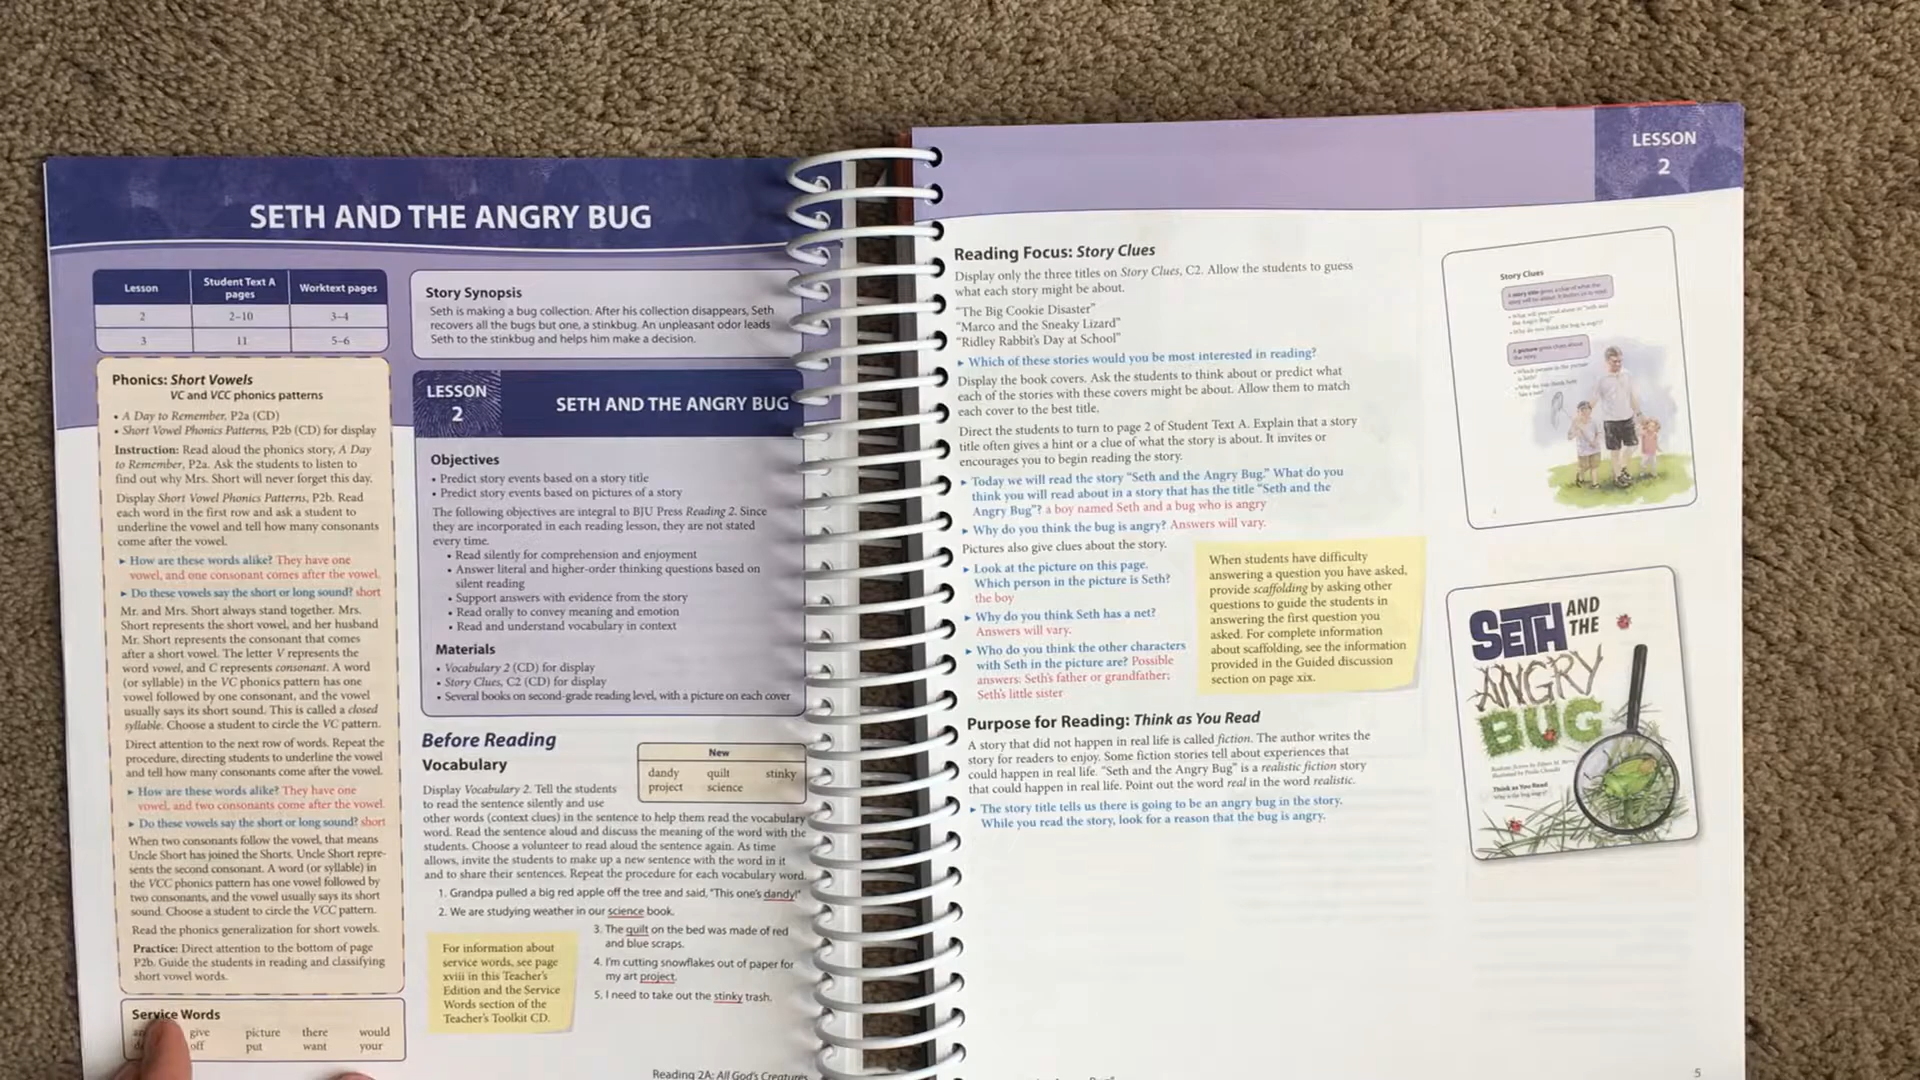 SETH AND THE ANGRY BUG
Lesson
Student Text A
pages
Worktext pages
2
2–10
3–4
3
11
5–6
Phonics: Short Vowels
VC and VCC phonics patterns
• A Day to Remember, P2a (CD)
• Short Vowel Phonics Patterns, P2b (CD) for display
Instruction: Read aloud the phonics story, A Day
to Remember, P2a. Ask the students to listen to
find out why Mrs. Short will never forget this day.
Display Short Vowel Phonics Patterns, P2b. Read
each word in the first row and ask a student to
underline the vowel and tell how many consonants
come after the vowel.
▸ How are these words alike? They have one
vowel, and one consonant comes after the vowel.
▸ Do these vowels say the short or long sound? short
Mr. and Mrs. Short always stand together. Mrs.
Short represents the short vowel, and her husband
Mr. Short represents the consonant that comes
after a short vowel. The letter V represents the
word vowel, and C represents consonant. A word
(or syllable) in the VC phonics pattern has one
vowel followed by one consonant, and the vowel
usually says its short sound. This is called a closed
syllable. Choose a student to circle the VC pattern.
Direct attention to the next row of words. Repeat the
procedure, directing students to underline the vowel
and tell how many consonants come after the vowel.
▸ How are these words alike? They have one
vowel, and two consonants come after the vowel.
▸ Do these vowels say the short or long sound? short
When two consonants follow the vowel, that means
Uncle Short has joined the Shorts. Uncle Short repre-
sents the second consonant. A word (or syllable) in
the VCC phonics pattern has one vowel followed by
two consonants, and the vowel usually says its short
sound. Choose a student to circle the VCC pattern.
Read the phonics generalization for short vowels.
Practice: Direct attention to the bottom of page
P2b. Guide the students in reading and classifying
short vowel words.
Service Words
give picture there would
off put want your
Story Synopsis
Seth is making a bug collection. After his collection disappears, Seth
recovers all the bugs but one, a stinkbug. An unpleasant odor leads
Seth to the stinkbug and helps him make a decision.
LESSON
2
SETH AND THE ANGRY BUG
Objectives
• Predict story events based on a story title
• Predict story events based on pictures of a story
The following objectives are integral to BJU Press Reading 2. Since
they are incorporated in each reading lesson, they are not stated
every time.
• Read silently for comprehension and enjoyment
• Answer literal and higher-order thinking questions based on
silent reading
• Support answers with evidence from the story
• Read orally to convey meaning and emotion
• Read and understand vocabulary in context
Materials
• Vocabulary 2 (CD) for display
• Story Clues, C2 (CD) for display
• Several books on second-grade reading level, with a picture on each cover
Before Reading
Vocabulary
New
dandy quilt stinky
project science
Display Vocabulary 2. Tell the students
to read the sentence silently and use
other words (context clues) in the sentence to help them read the vocabulary
word. Read the sentence aloud and discuss the meaning of the word with the
students. Choose a volunteer to read aloud the sentence again. As time
allows, invite the students to make up a new sentence with the word in it
and to share their sentences. Repeat the procedure for each vocabulary word.
1. Grandpa pulled a big red apple off the tree and said, "This one's dandy!"
2. We are studying weather in our science book.
3. The quilt on the bed was made of red
and blue scraps.
4. I'm cutting snowflakes out of paper for
my art project.
5. I need to take out the stinky trash.
For information about
service words, see page
xviii in this Teacher's
Edition and the Service
Words section of the
Teacher's Toolkit CD.
Reading 2A: All God's Creatures
LESSON
2
Reading Focus: Story Clues
Display only the three titles on Story Clues, C2. Allow the students to guess
what each story might be about.
"The Big Cookie Disaster"
"Marco and the Sneaky Lizard"
"Ridley Rabbit's Day at School"
▸ Which of these stories would you be most interested in reading?
Display the book covers. Ask the students to think about or predict what
each of the stories with these covers might be about. Allow them to match
each cover to the best title.
Direct the students to turn to page 2 of Student Text A. Explain that a story
title often gives a hint or a clue of what the story is about. It invites or
encourages you to begin reading the story.
▸ Today we will read the story "Seth and the Angry Bug." What do you
think you will read about in a story that has the title "Seth and the
Angry Bug"? a boy named Seth and a bug who is angry
▸ Why do you think the bug is angry? Answers will vary.
Pictures also give clues about the story.
▸ Look at the picture on this page.
Which person in the picture is Seth?
the boy
▸ Why do you think Seth has a net?
Answers will vary.
▸ Who do you think the other characters
with Seth in the picture are? Possible
answers: Seth's father or grandfather;
Seth's little sister
When students have difficulty
answering a question you have asked,
provide scaffolding by asking other
questions to guide the students in
answering the first question you
asked. For complete information
about scaffolding, see the information
provided in the Guided discussion
section on page xix.
Purpose for Reading: Think as You Read
A story that did not happen in real life is called fiction. The author writes the
story for readers to enjoy. Some fiction stories tell about experiences that
could happen in real life. "Seth and the Angry Bug" is a realistic fiction story
that could happen in real life. Point out the word real in the word realistic.
▸ The story title tells us there is going to be an angry bug in the story.
While you read the story, look for a reason that the bug is angry.
Story Clues
SETH AND
THE
ANGRY
BUG
Think as You Read
Why is the bug angry?
5